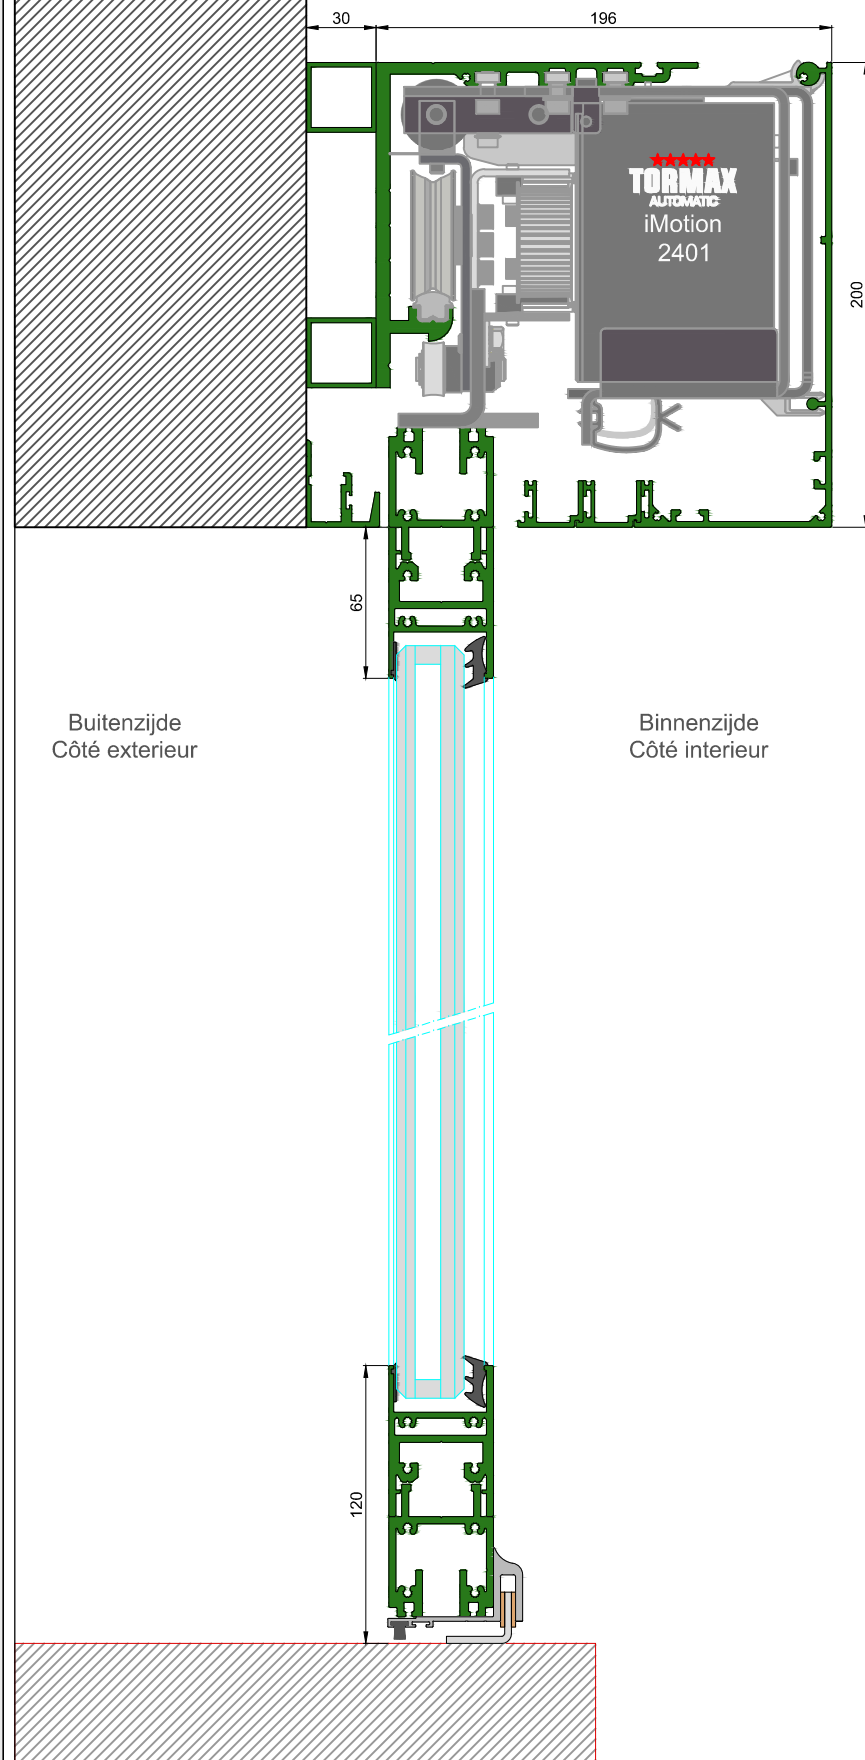 30
196
TORMAX
AUTOMATIC
iMotion
2401
200
65
Buitenzijde
Côté exterieur
Binnenzijde
Côté interieur
120